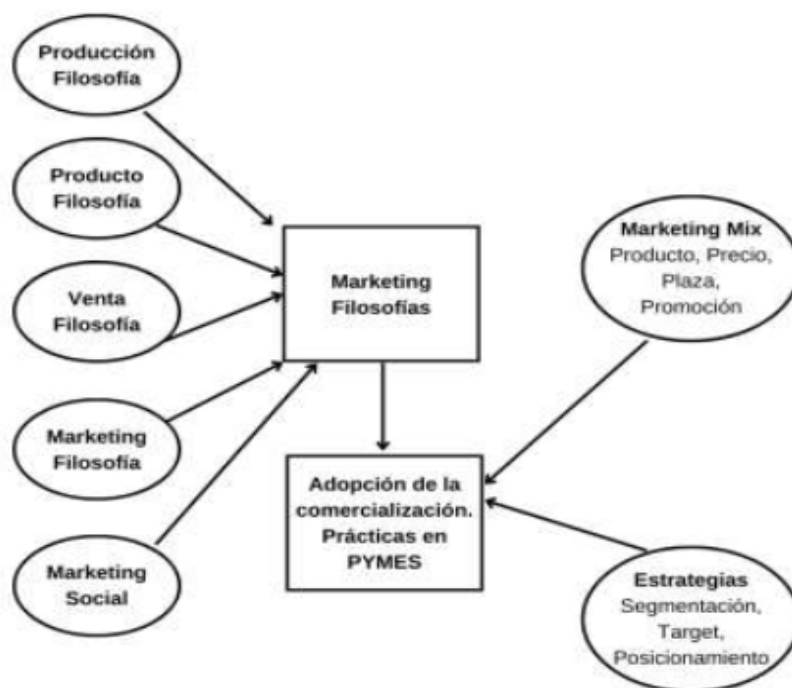 Producción
Filosofía
Producto
Filosofía
Venta
Filosofía
Marketing
Filosofía
Marketing
Social
Marketing
Filosofías
Adopción de la
comercialización.
Prácticas en
PYMES
Marketing Mix
Producto, Precio,
Plaza,
Promoción
Estrategias
Segmentación,
Target,
Posicionamiento